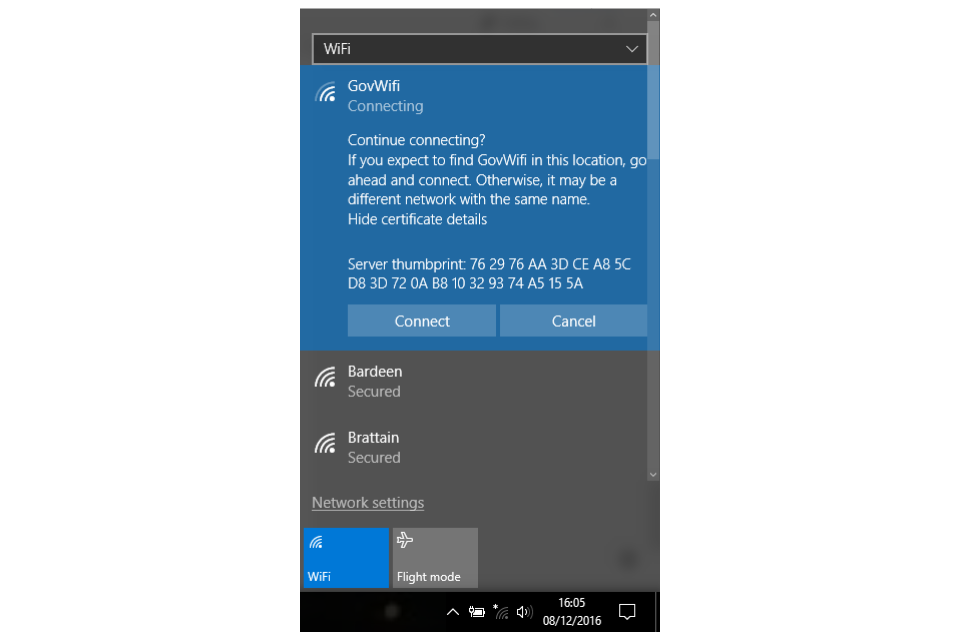 WiFi
GovWifi
Connecting
Continue connecting?
If you expect to find GovWifi in this location, go
ahead and connect. Otherwise, it may be a
different network with the same name.
Hide certificate details
Server thumbprint: 76 29 76 AA 3D CE A8 5C
D8 3D 72 0A B8 10 32 93 74 A5 15 5A
Connect Cancel
Bardeen
Secured
Brattain
Secured
Network settings
WiFi Flight mode
16:05
08/12/2016